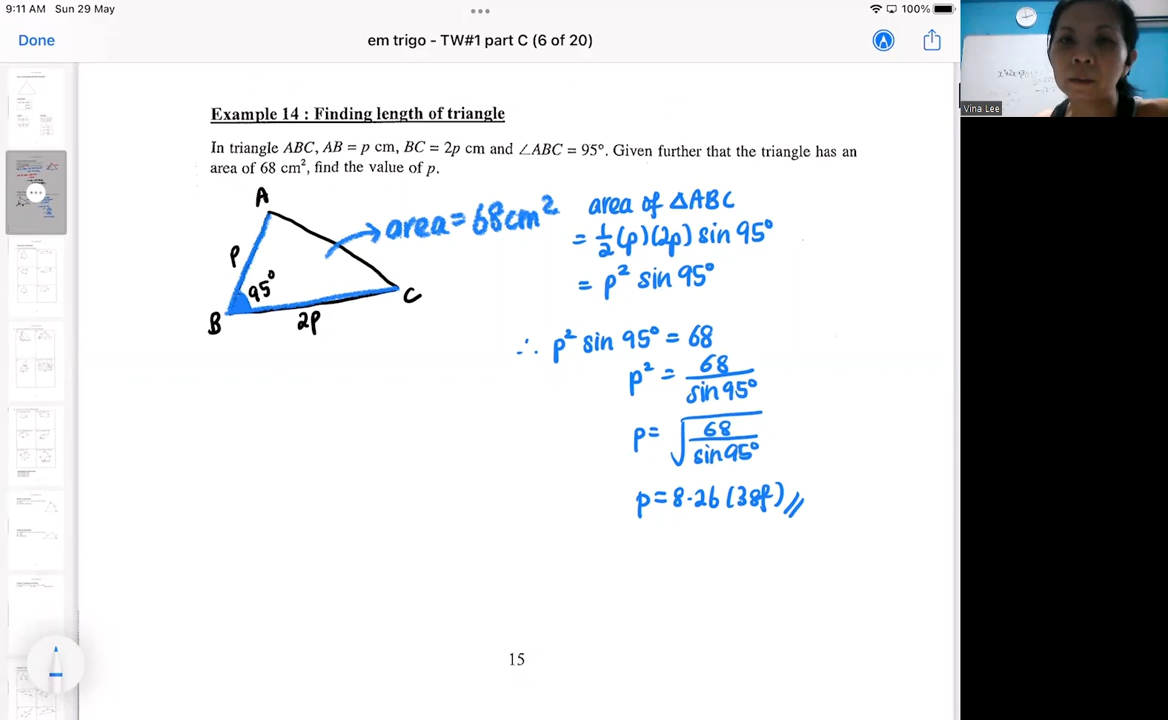 9:11 AM Sun 29 May
100%
Done
em trigo - TW#1 part C (6 of 20)
Vina Lee
Example 14 : Finding length of triangle
In triangle ABC, AB = p cm, BC = 2p cm and ∠ABC = 95°. Given further that the triangle has an
area of 68 cm², find the value of p.
A
→ area = 68cm²
P
95°
B
2P
C
area of △ABC
= ½(p)(2p) sin 95°
= p² sin 95°
∴ p² sin 95° = 68
p² = 68/sin95°
p = √(68/sin95°)
p = 8.26 (3sf) //
15